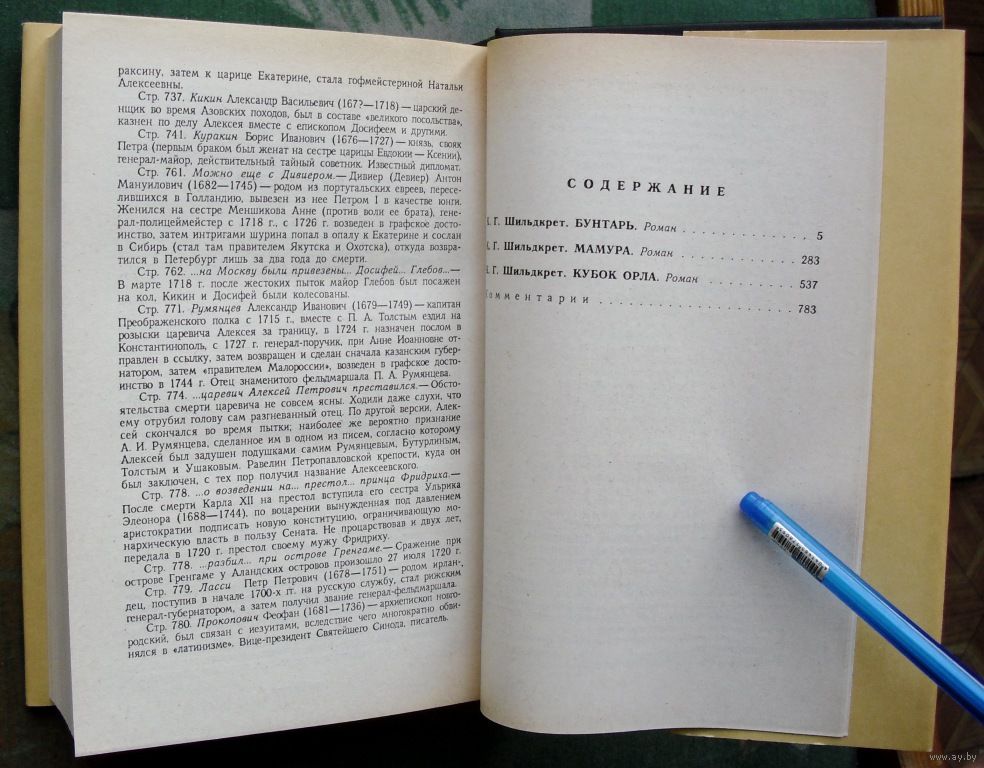 раксину, затем к царице Екатерине, стала гофмейстериной Натальи
Алексеевны.
Стр. 737. Кикин Александр Васильевич (167?—1718) — царский де-
нщик во время Азовских походов, был в составе «великого посольства»,
казнен по делу Алексея вместе с епископом Досифеем и другими.
Стр. 741. Куракин Борис Иванович (1676—1727) — князь, свояк
Петра (первым браком был женат на сестре царицы Евдокии — Ксении),
генерал-майор, действительный тайный советник. Известный дипломат.
Стр. 761. Можно еще с Дивиером.— Дивиер (Девиер) Антон
Мануилович (1682—1745) — родом из португальских евреев, пересе-
лившихся в Голландию, вывезен из нее Петром I в качестве юнги.
Женился на сестре Меншикова Анне (против воли ее брата), гене-
рал-полицеймейстер с 1718 г., с 1726 г. возведен в графское досто-
инство, затем интригами шурина попал в опалу к Екатерине и сослан
в Сибирь (стал там правителем Якутска и Охотска), откуда возвра-
тился в Петербург лишь за два года до смерти.
Стр. 762. ...на Москву были привезены... Досифей... Глебов...—
В марте 1718 г. после жестоких пыток майор Глебов был посажен
на кол, Кикин и Досифей были колесованы.
Стр. 771. Румянцев Александр Иванович (1679—1749) — капитан
Преображенского полка с 1715 г., вместе с П. А. Толстым ездил на
розыски царевича Алексея за границу, в 1724 г. назначен послом в
Константинополь, с 1727 г. генерал-поручик, при Анне Иоанновне от-
правлен в ссылку, затем возвращен и сделан сначала казанским губер-
натором, затем «правителем Малороссии», возведен в графское досто-
инство в 1744 г. Отец знаменитого фельдмаршала П. А. Румянцева.
Стр. 774. ...царевич Алексей Петрович преставился.— Обсто-
ятельства смерти царевича не совсем ясны. Ходили даже слухи, что
ему отрубил голову сам разгневанный отец. По другой версии, Алек-
сей скончался во время пытки; наиболее же вероятно признание
А. И. Румянцева, сделанное им в одном из писем, согласно которому
Алексей был задушен подушками самим Румянцевым, Бутурлиным,
Толстым и Ушаковым. Равелин Петропавловской крепости, куда он
был заключен, с тех пор получил название Алексеевского.
Стр. 778. ...о возведении на... престол... принца Фридриха.—
После смерти Карла XII на престол вступила его сестра Ульрика
Элеонора (1688—1744), по воцарении вынужденная под давлением
аристократии подписать новую конституцию, ограничивающую мо-
нархическую власть в пользу Сената. Не процарствовав и двух лет,
передала в 1720 г. престол своему мужу Фридриху.
Стр. 778. ...разбил... при острове Гренгаме.— Сражение при
острове Гренгаме у Аландских островов произошло 27 июля 1720 г.
Стр. 779. Ласси Петр Петрович (1678—1751) — родом ирлан-
дец, поступив в начале 1700-х гг. на русскую службу, стал рижским
генерал-губернатором, а затем получил звание генерал-фельдмаршала.
Стр. 780. Прокопович Феофан (1681—1736) — архиепископ новго-
родский, был связан с иезуитами, вследствие чего многократно обви-
нялся в «латинизме». Вице-президент Святейшего Синода, писатель.
СОДЕРЖАНИЕ
Г. Шильдкрет. БУНТАРЬ. Роман . . . . . . . . . . . . . 5
Г. Шильдкрет. МАМУРА. Роман . . . . . . . . . . . . 283
Г. Шильдкрет. КУБОК ОРЛА. Роман . . . . . . . . . 537
Комментарии . . . . . . . . . . . . . . . . . . . . 783
www.ay.by